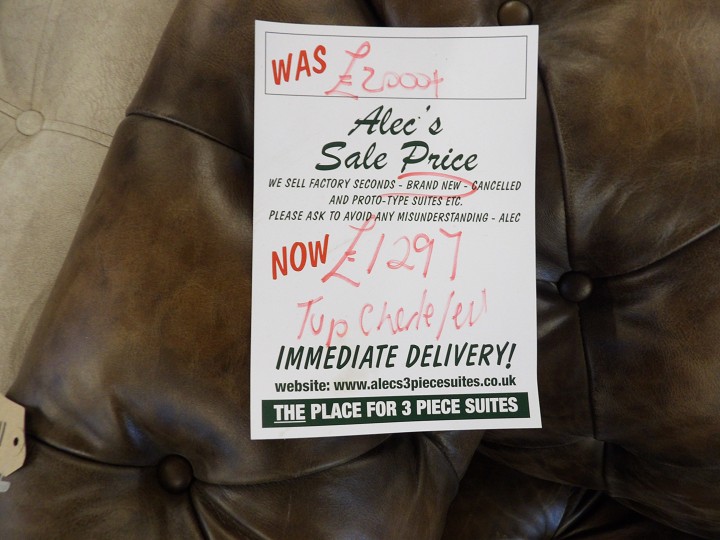 WAS £2000+
Alec's
Sale Price
WE SELL FACTORY SECONDS - BRAND NEW - CANCELLED
AND PROTO-TYPE SUITES ETC.
PLEASE ASK TO AVOID ANY MISUNDERSTANDING - ALEC
NOW £1297
IMMEDIATE DELIVERY!
website: www.alecs3piecesuites.co.uk
THE PLACE FOR 3 PIECE SUITES